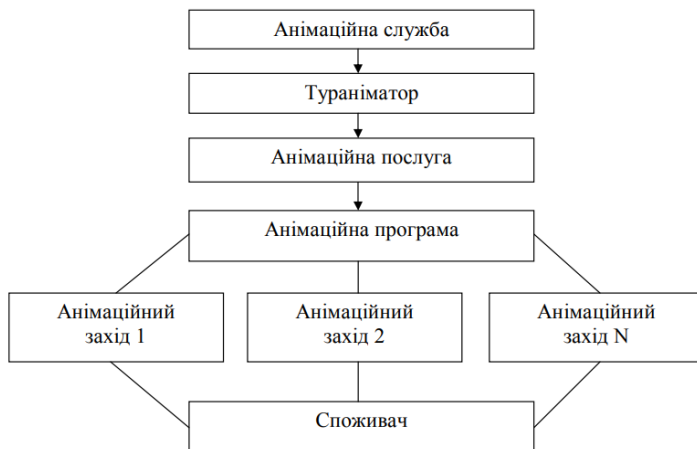 Анімаційна служба
Тураніматор
Анімаційна послуга
Анімаційна програма
Анімаційний
захід 1
Анімаційний
захід 2
Анімаційний
захід N
Споживач